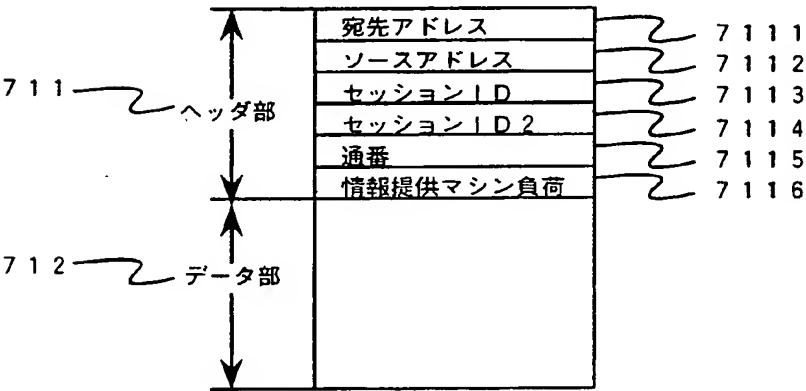 宛先アドレス 7111
ソースアドレス 7112
711 ヘッダ部 セッションID 7113
セッションID2 7114
通番 7115
情報提供マシン負荷 7116
712 データ部